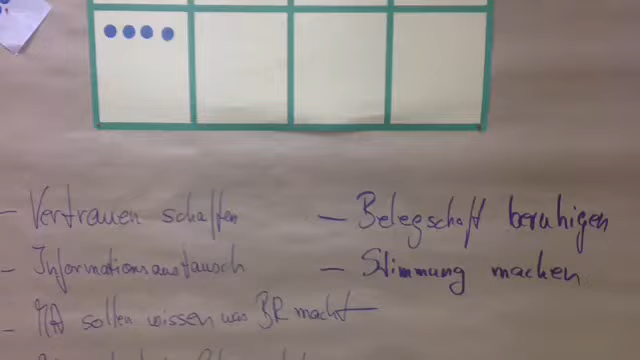 - Vertrauen schaffen
- Informationsaustausch
- MA sollen wissen was BR macht
- Belegschaft beruhigen
- Stimmung machen